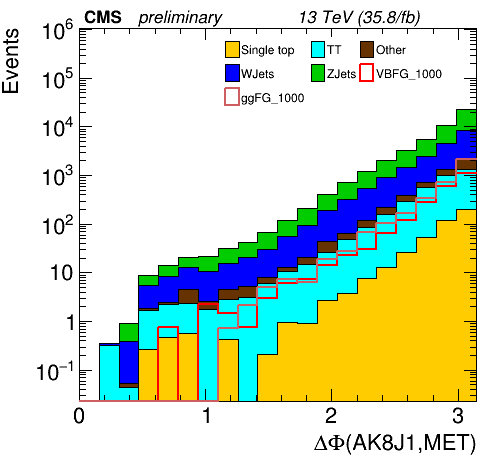 CMS preliminary 13 TeV (35.8/fb)
Events
10^6
10^5
10^4
10^3
10^2
10
1
10^-1
Single top TT Other
WJets ZJets VBFG_1000
ggFG_1000
0 1 2 3
ΔΦ(AK8J1,MET)